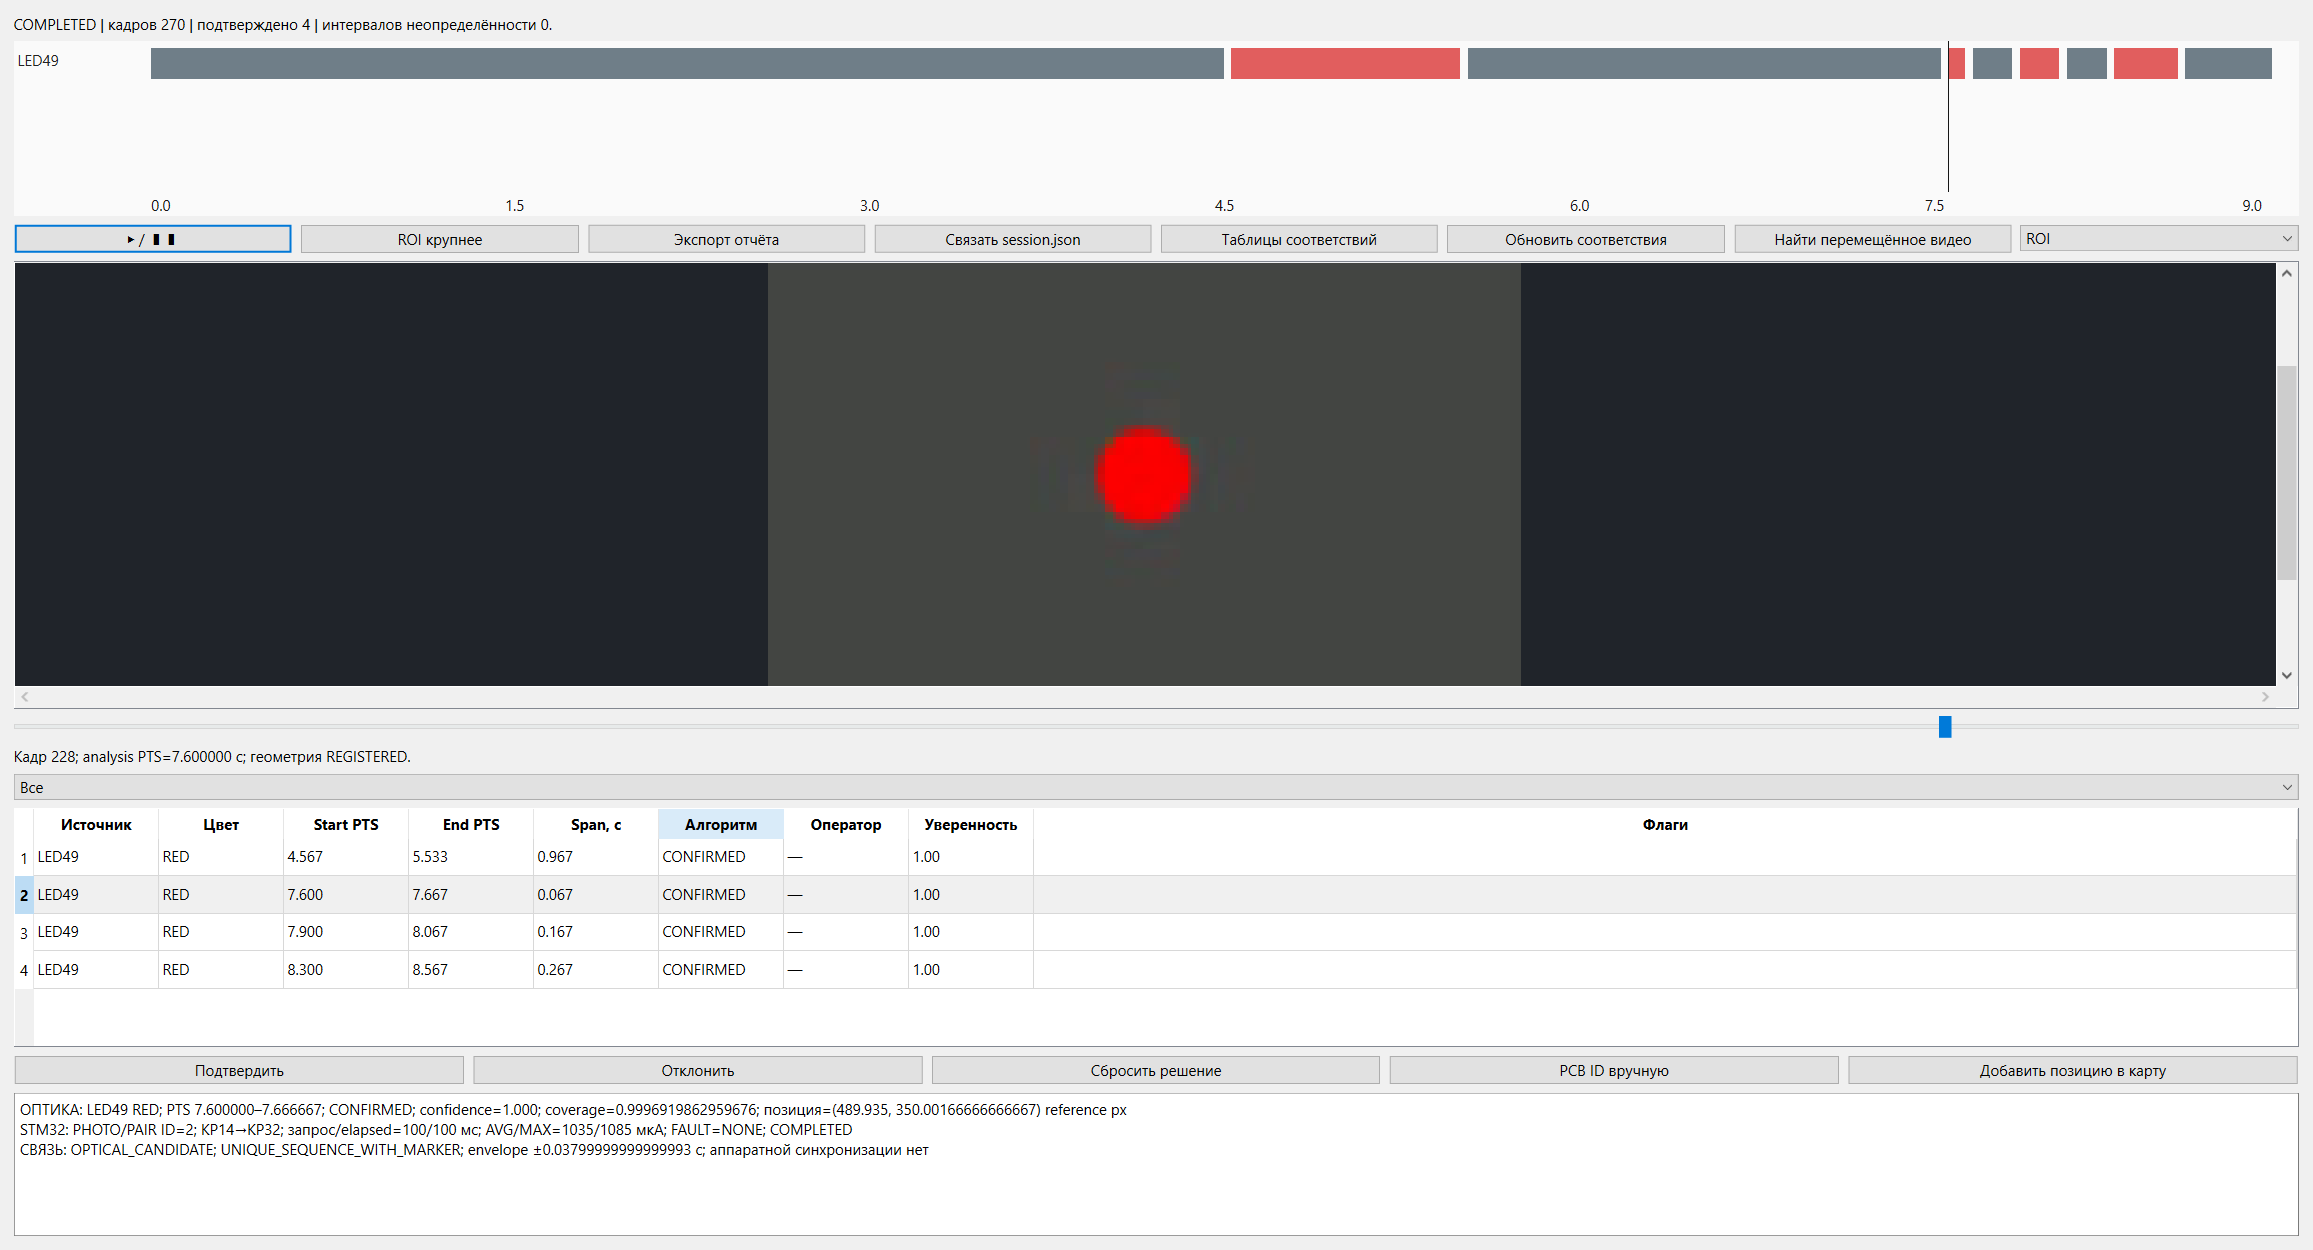 COMPLETED | кадров 270 | подтверждено 4 | интервалов неопределённости 0.
LED49
0.0 1.5 3.0 4.5 6.0 7.5 9.0
▶ / ▮▮ ROI крупнее Экспорт отчёта Связать session.json Таблицы соответствий Обновить соответствия Найти перемещённое видео ROI
Кадр 228; analysis PTS=7.600000 с; геометрия REGISTERED.
Все
Источник Цвет Start PTS End PTS Span, с Алгоритм Оператор Уверенность Флаги
1 LED49 RED 4.567 5.533 0.967 CONFIRMED — 1.00
2 LED49 RED 7.600 7.667 0.067 CONFIRMED — 1.00
3 LED49 RED 7.900 8.067 0.167 CONFIRMED — 1.00
4 LED49 RED 8.300 8.567 0.267 CONFIRMED — 1.00
Подтвердить Отклонить Сбросить решение PCB ID вручную Добавить позицию в карту
ОПТИКА: LED49 RED; PTS 7.600000–7.666667; CONFIRMED; confidence=1.000; coverage=0.9996919862959676; позиция=(489.935, 350.00166666666667) reference px
STM32: PHOTO/PAIR ID=2; KP14→KP32; запрос/elapsed=100/100 мс; AVG/MAX=1035/1085 мкА; FAULT=NONE; COMPLETED
СВЯЗЬ: OPTICAL_CANDIDATE; UNIQUE_SEQUENCE_WITH_MARKER; envelope ±0.03799999999999993 с; аппаратной синхронизации нет